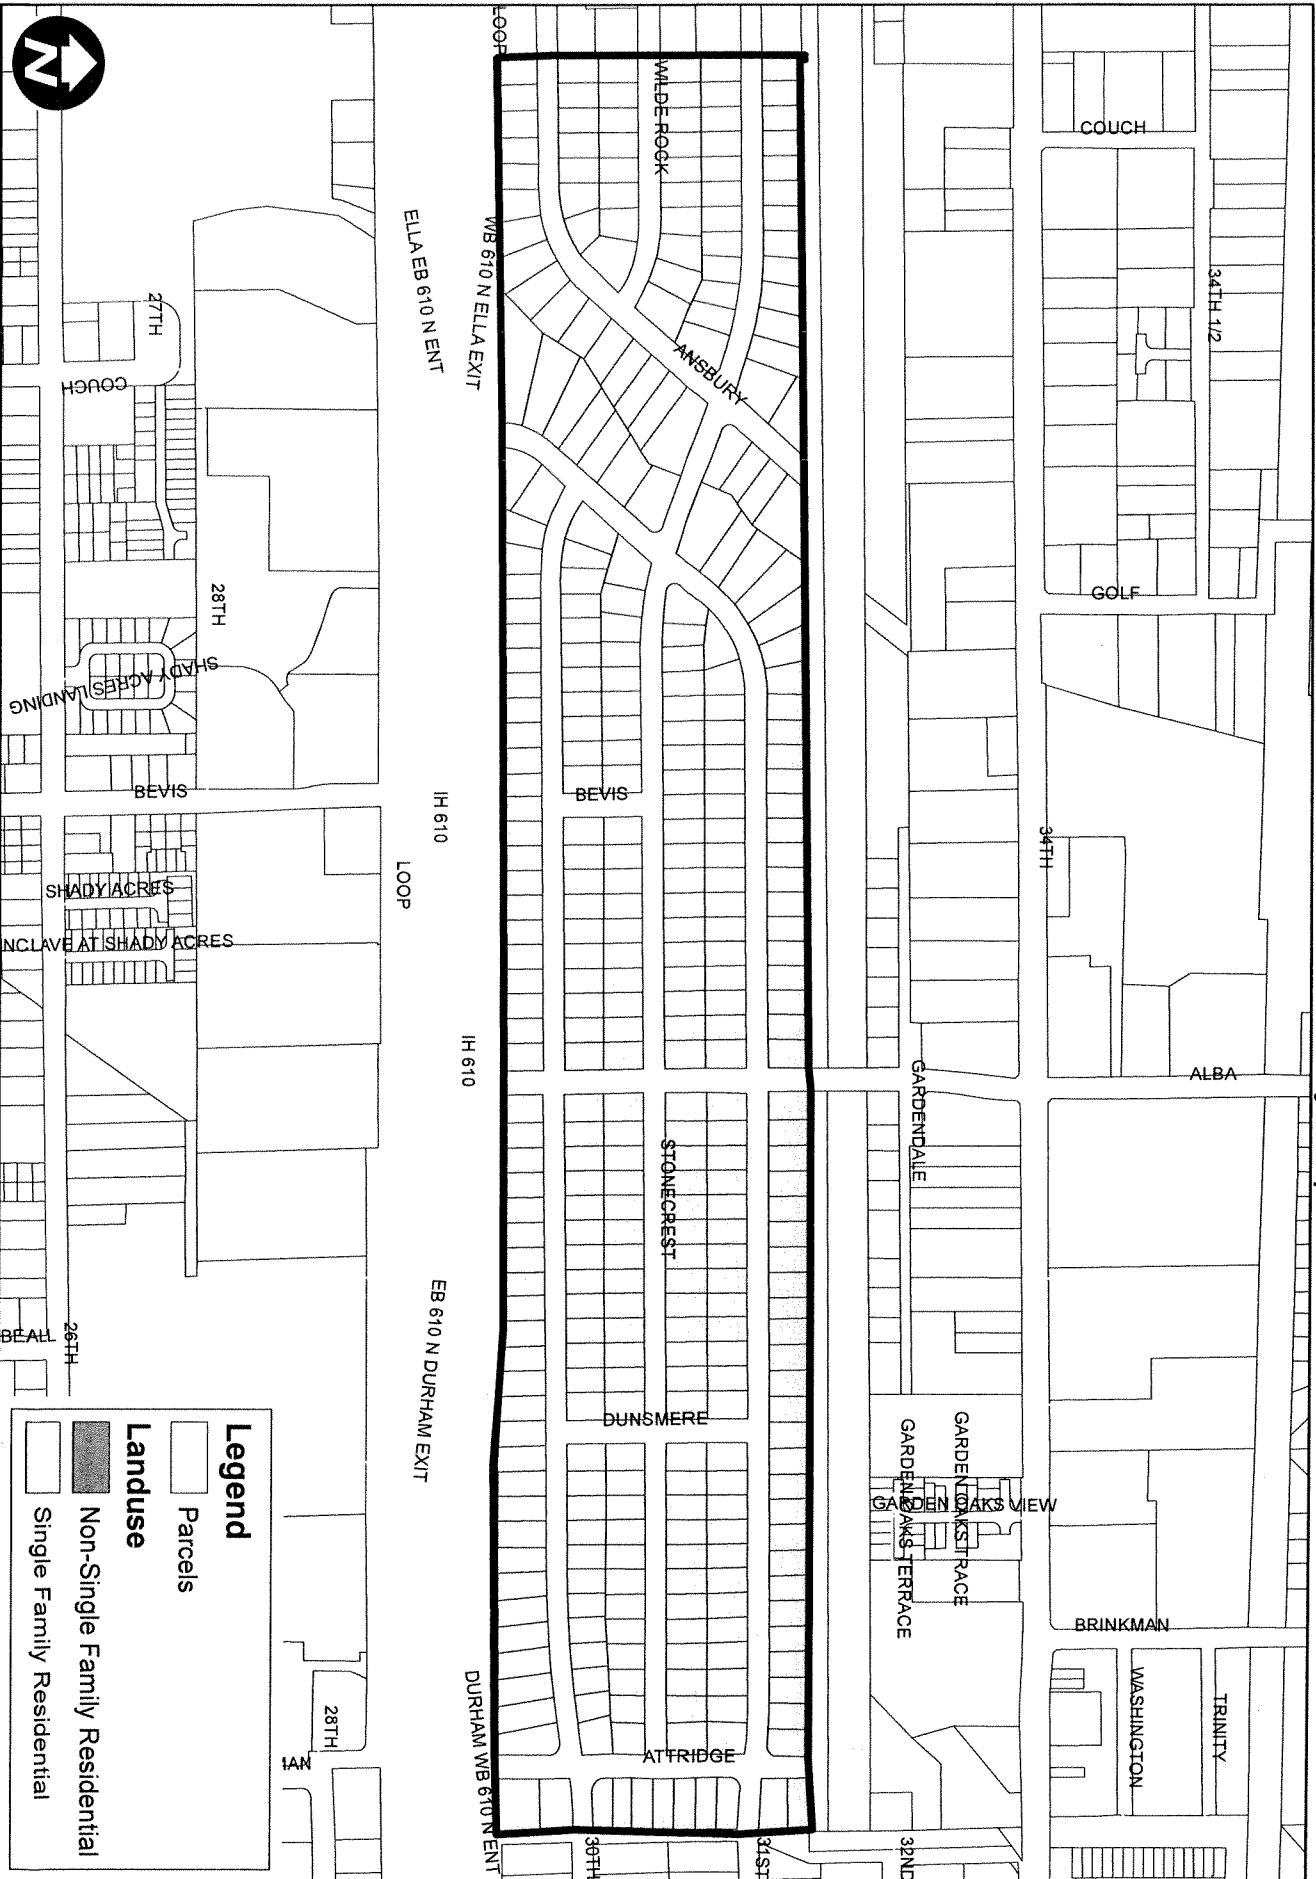 N
LOOP
WILDE ROCK
COUCH
34TH 1/2
ELLA EB 610 N ENT
WB 610 N ELLA EXIT
27TH
COUCH
ANSBURY
28TH
GOLF
SHADY ACRES LANDING
BEVIS
BEVIS
IH 610
34TH
LOOP
SHADY ACRES
NCLAVE AT SHADY ACRES
IH 610
GARDENDALE
ALBA
STONECREST
EB 610 N DURHAM EXIT
BEALL
26TH
DUNSMERE
GARDEN OAKS TERRACE
GARDEN OAKS TRACE
GARDEN OAKS VIEW
BRINKMAN
WASHINGTON
TRINITY
DURHAM WB 610 N ENT
28TH
MAN
ATTRIDGE
30TH
31ST
32ND
Legend
Parcels
Landuse
Non-Single Family Residential
Single Family Residential